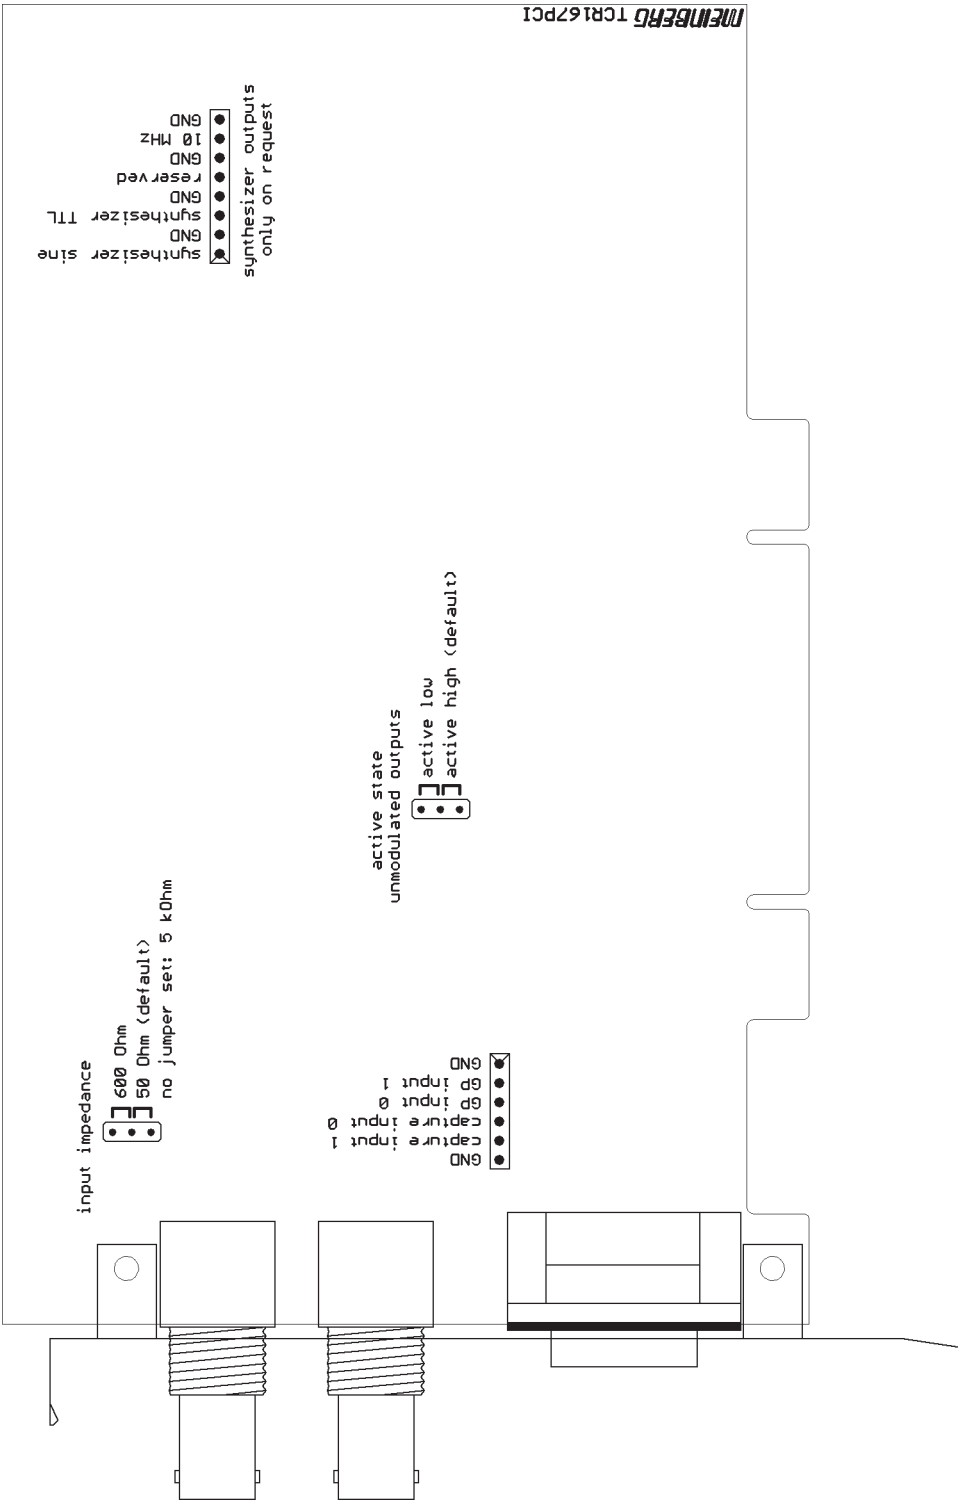 MEINBERG TCR167PCI
GND
10 MHz
GND
reserved
GND
synthesizer TTL
GND
synthesizer sine
synthesizer outputs
only on request
active state
unmodulated outputs
active low
active high (default)
input impedance
600 Ohm
50 Ohm (default)
no jumper set: 5 kOhm
GND
GP input 1
GP input 0
capture input 0
capture input 1
GND